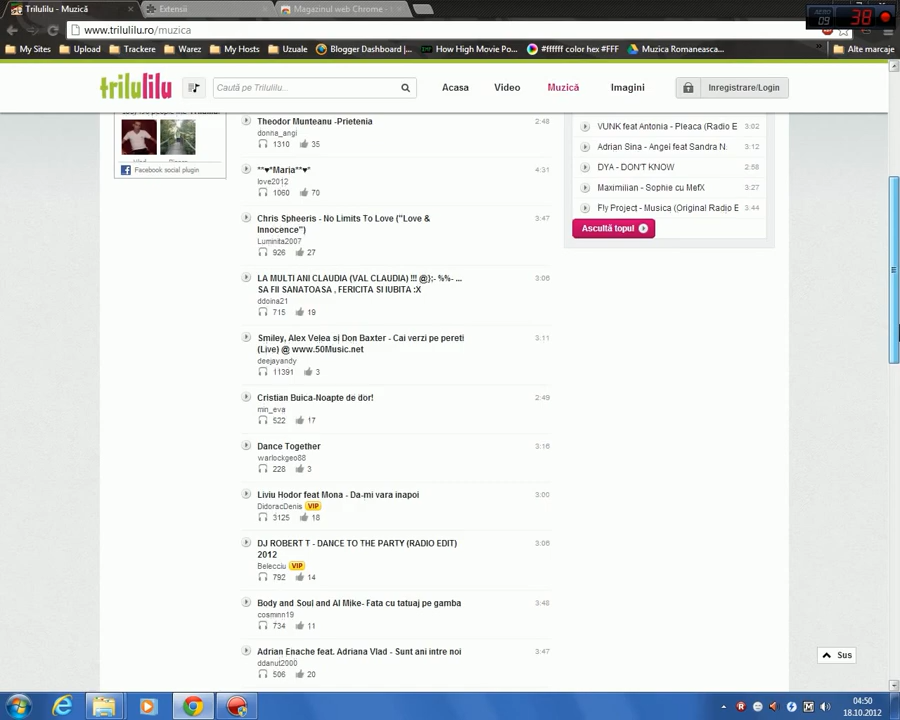 Trilulilu - Muzică
Extensii
Magazinul web Chrome -
09
38
www.trilulilu.ro/muzica
My Sites
Upload
Trackere
Warez
My Hosts
Uzuale
Blogger Dashboard |...
How High Movie Po...
#ffffff color hex #FFF
Muzica Romaneasca...
»
Alte marcaje
trilulilu
Caută pe Trilulilu...
Acasa
Video
Muzică
Imagini
Inregistrare/Login
Facebook social plugin
Theodor Munteanu -Prietenia
2:48
donna_angi
1310
35
**♥*Maria**♥*
4:31
love2012
1060
70
Chris Spheeris - No Limits To Love ("Love &
Innocence")
3:47
Luminita2007
926
27
LA MULTI ANI CLAUDIA (VAL CLAUDIA) !!! @};- %%- ...
SA FII SANATOASA , FERICITA SI IUBITA :X
3:06
ddoina21
715
19
Smiley, Alex Velea si Don Baxter - Cai verzi pe pereti
(Live) @ www.50Music.net
3:11
deejayandy
11391
3
Cristian Buica-Noapte de dor!
2:49
min_eva
522
17
Dance Together
3:16
warlockgeo88
228
3
Liviu Hodor feat Mona - Da-mi vara inapoi
3:00
DidoracDenis VIP
3125
18
DJ ROBERT T - DANCE TO THE PARTY (RADIO EDIT)
2012
3:06
Belecciu VIP
792
14
Body and Soul and Al Mike- Fata cu tatuaj pe gamba
3:48
cosminn19
734
11
Adrian Enache feat. Adriana Vlad - Sunt ani intre noi
3:47
ddanut2000
506
20
VUNK feat Antonia - Pleaca (Radio E
3:02
Adrian Sina - Angel feat Sandra N.
3:12
DYA - DON'T KNOW
2:58
Maximilian - Sophie cu MefX
3:27
Fly Project - Musica (Original Radio E
3:44
Ascultă topul
Sus
04:50
18.10.2012